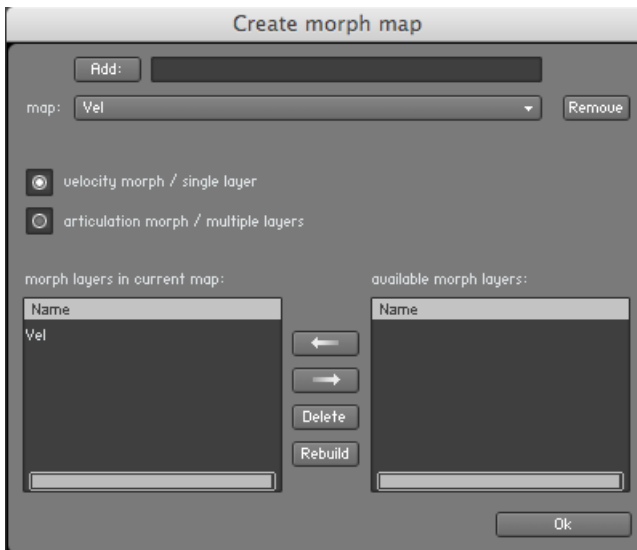 Create morph map
Add:
map: Vel Remove
velocity morph / single layer
articulation morph / multiple layers
morph layers in current map: available morph layers:
Name Name
Vel
Delete
Rebuild
Ok